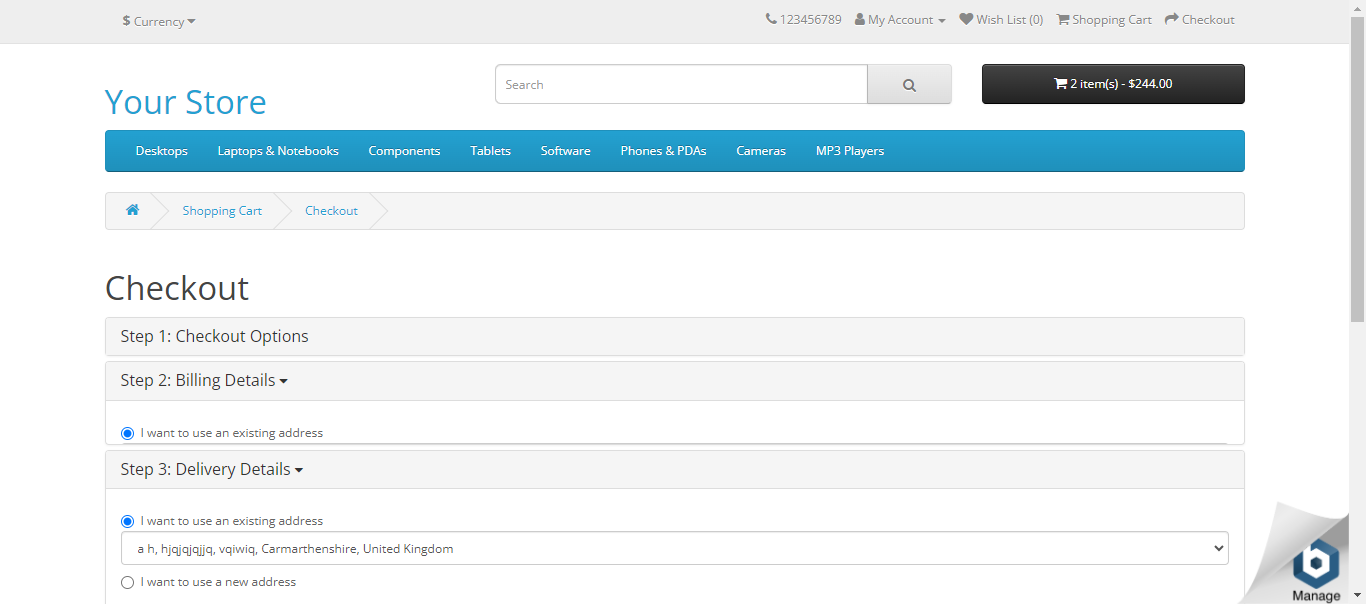 $ Currency
123456789 My Account Wish List (0) Shopping Cart Checkout
Your Store
Search
2 item(s) - $244.00
Desktops Laptops & Notebooks Components Tablets Software Phones & PDAs Cameras MP3 Players
Shopping Cart Checkout
Checkout
Step 1: Checkout Options
Step 2: Billing Details
I want to use an existing address
Step 3: Delivery Details
I want to use an existing address
a h, hjqjqjqjjq, vqiwiq, Carmarthenshire, United Kingdom
I want to use a new address
Manage